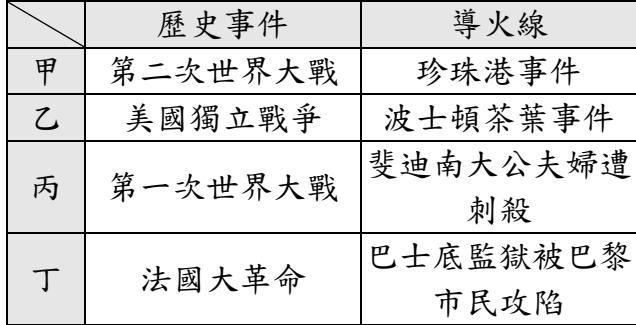 歷史事件 導火線
甲 第二次世界大戰 珍珠港事件
乙 美國獨立戰爭 波士頓茶葉事件
丙 第一次世界大戰 斐迪南大公夫婦遭
刺殺
丁 法國大革命 巴士底監獄被巴黎
市民攻陷